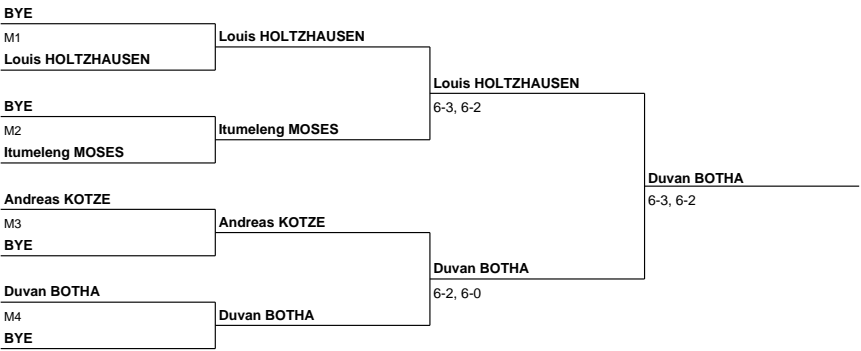 BYE
M1
Louis HOLTZHAUSEN
BYE
M2
Itumeleng MOSES
Andreas KOTZE
M3
BYE
Duvan BOTHA
M4
BYE
Louis HOLTZHAUSEN
Itumeleng MOSES
Andreas KOTZE
Duvan BOTHA
Louis HOLTZHAUSEN
6-3, 6-2
Duvan BOTHA
6-2, 6-0
Duvan BOTHA
6-3, 6-2